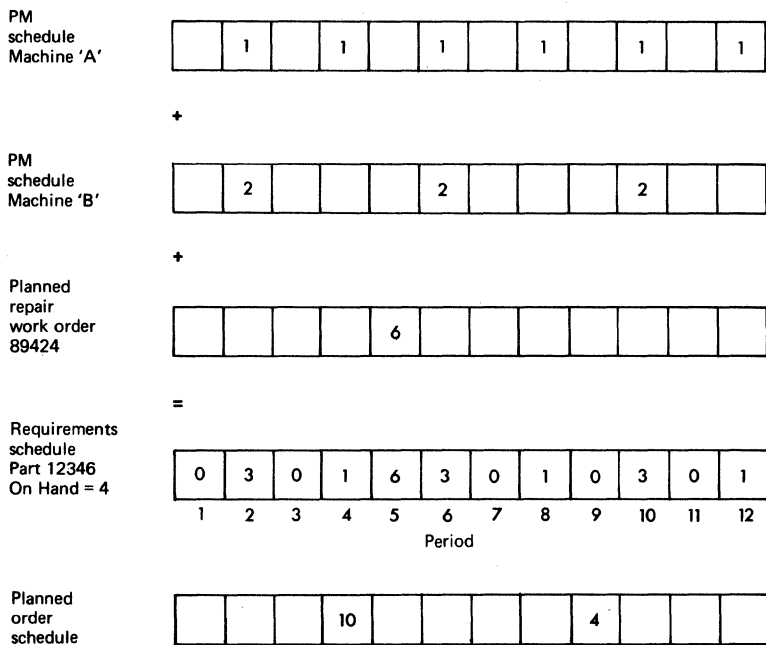 PM
schedule
Machine 'A'
1 1 1 1 1 1
+
PM
schedule
Machine 'B'
2 2 2
+
Planned
repair
work order
89424
6
=
Requirements
schedule
Part 12346
On Hand = 4
0 3 0 1 6 3 0 1 0 3 0 1
1 2 3 4 5 6 7 8 9 10 11 12
Period
Planned
order
schedule
10 4